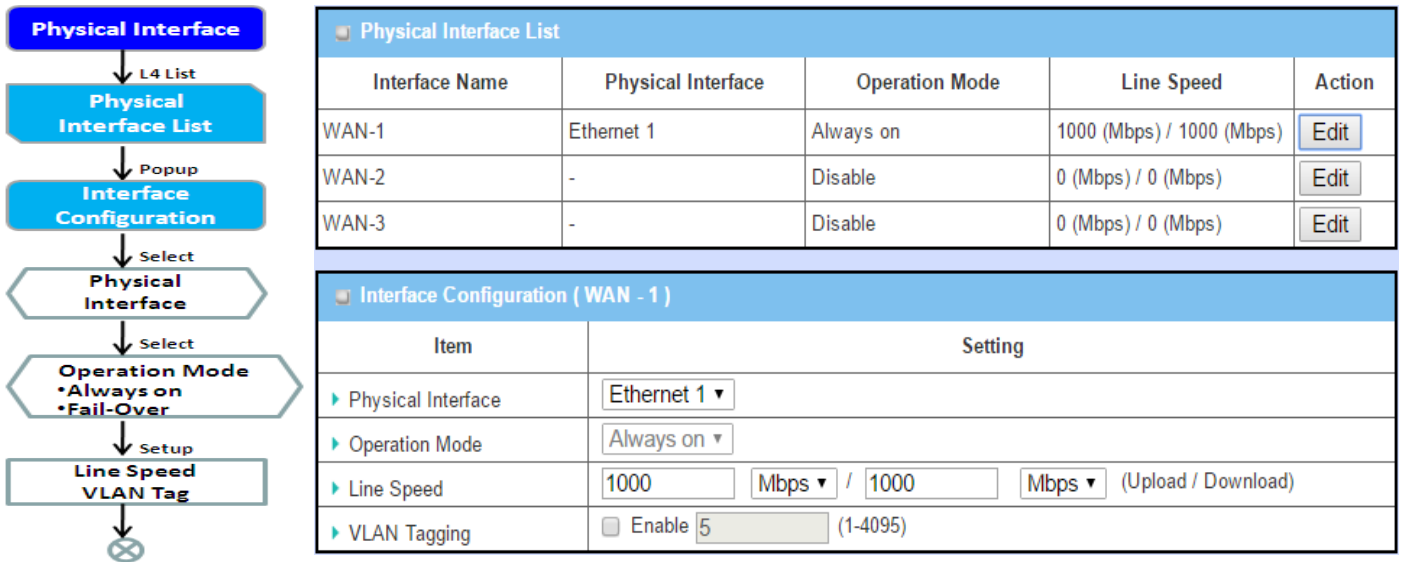 Physical Interface
L4 List
Physical
Interface List
Popup
Interface
Configuration
Select
Physical
Interface
Select
Operation Mode
•Always on
•Fail-Over
Setup
Line Speed
VLAN Tag
Physical Interface List
Interface Name Physical Interface Operation Mode Line Speed Action
WAN-1 Ethernet 1 Always on 1000 (Mbps) / 1000 (Mbps) Edit
WAN-2 - Disable 0 (Mbps) / 0 (Mbps) Edit
WAN-3 - Disable 0 (Mbps) / 0 (Mbps) Edit
Interface Configuration ( WAN - 1 )
Item Setting
Physical Interface Ethernet 1
Operation Mode Always on
Line Speed 1000 Mbps / 1000 Mbps (Upload / Download)
VLAN Tagging Enable 5 (1-4095)